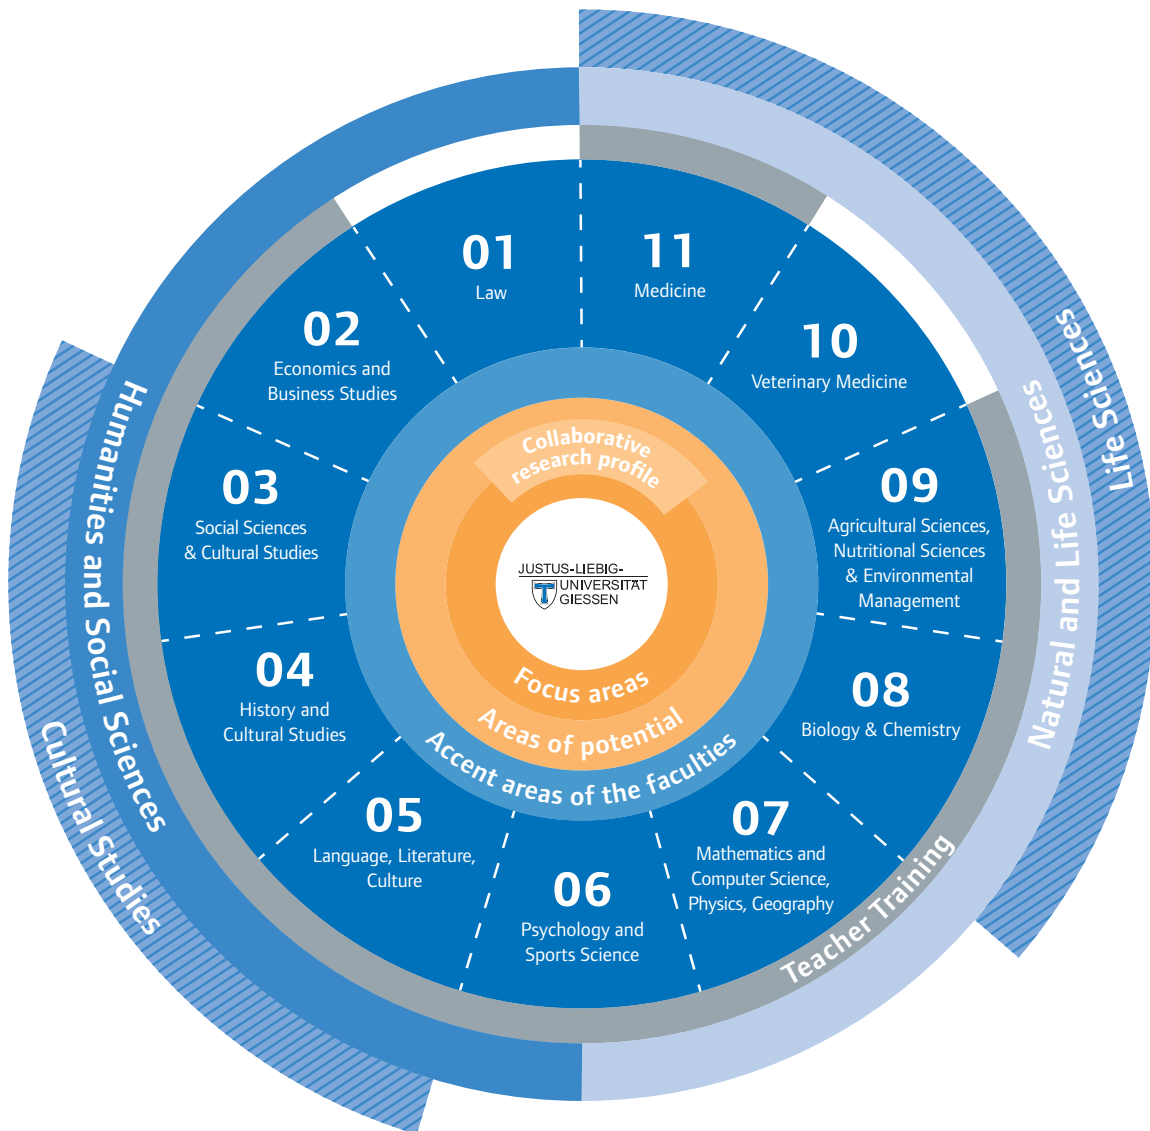 01
Law
02
Economics and
Business Studies
03
Social Sciences
& Cultural Studies
04
History and
Cultural Studies
05
Language, Literature,
Culture
06
Psychology and
Sports Science
07
Mathematics and
Computer Science,
Physics, Geography
08
Biology & Chemistry
09
Agricultural Sciences,
Nutritional Sciences
& Environmental
Management
10
Veterinary Medicine
11
Medicine
Collaborative
research profile
JUSTUS-LIEBIG-
UNIVERSITÄT
GIESSEN
Focus areas
Areas of potential
Accent areas of the faculties
Teacher Training
Humanities and Social Sciences
Cultural Studies
Natural and Life Sciences
Life Sciences